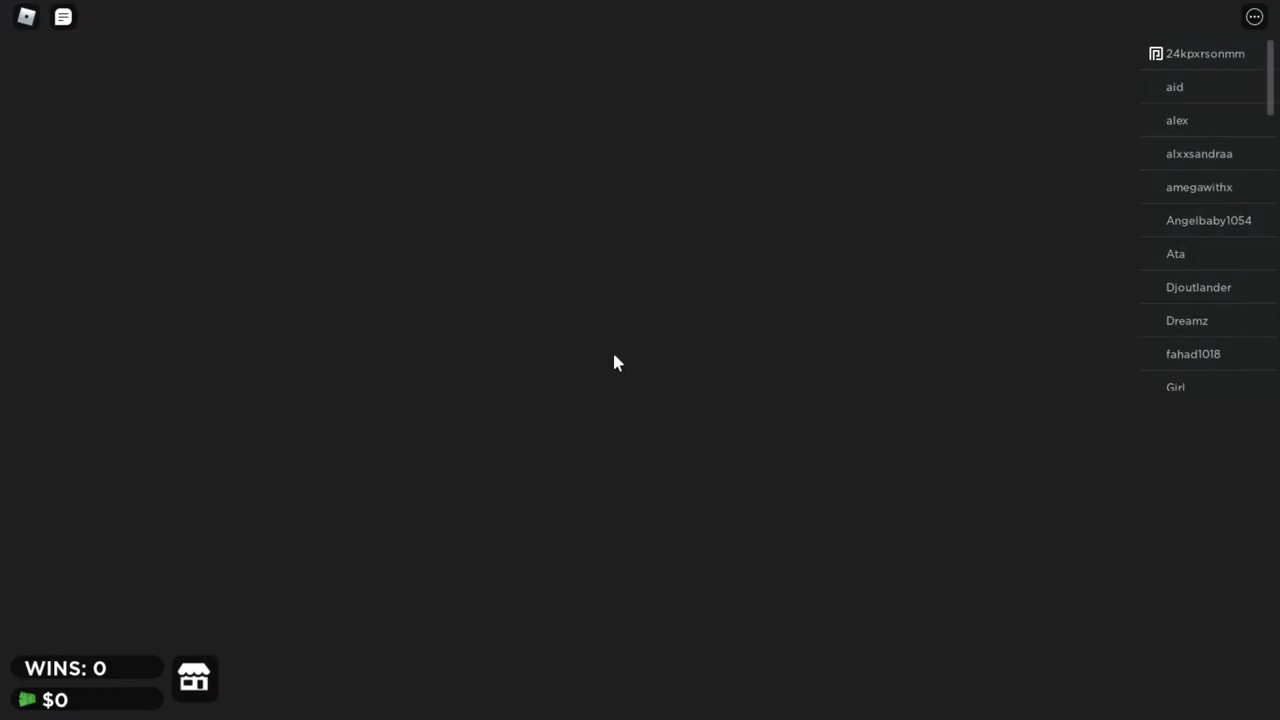 24kpxrsonmm
aid
alex
alxxsandraa
amegawithx
Angelbaby1054
Ata
Djoutlander
Dreamz
fahad1018
Girl
WINS: 0
$0